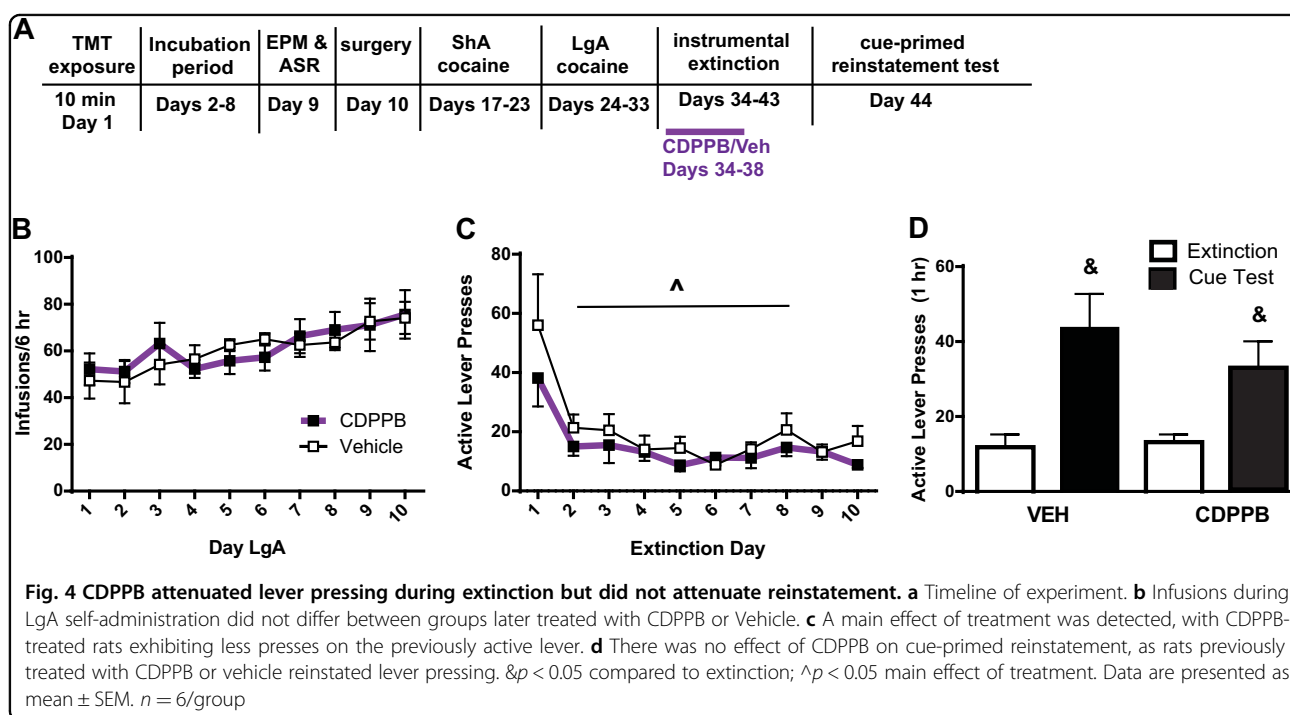 A
TMT exposure | Incubation period | EPM & ASR | surgery | ShA cocaine | LgA cocaine | instrumental extinction | cue-primed reinstatement test
10 min Day 1 | Days 2-8 | Day 9 | Day 10 | Days 17-23 | Days 24-33 | Days 34-43 | Day 44
CDPPB/Veh
Days 34-38
B
Infusions/6 hr
100
80
60
40
20
0
CDPPB
Vehicle
1 2 3 4 5 6 7 8 9 10
Day LgA
C
Active Lever Presses
80
60
40
20
0
^
1 2 3 4 5 6 7 8 9 10
Extinction Day
D
Extinction
Cue Test
Active Lever Presses (1 hr)
60
40
20
0
&
&
VEH CDPPB
Fig. 4 CDPPB attenuated lever pressing during extinction but did not attenuate reinstatement. a Timeline of experiment. b Infusions during
LgA self-administration did not differ between groups later treated with CDPPB or Vehicle. c A main effect of treatment was detected, with CDPPB-
treated rats exhibiting less presses on the previously active lever. d There was no effect of CDPPB on cue-primed reinstatement, as rats previously
treated with CDPPB or vehicle reinstated lever pressing. &p < 0.05 compared to extinction; ^p < 0.05 main effect of treatment. Data are presented as
mean ± SEM. n = 6/group